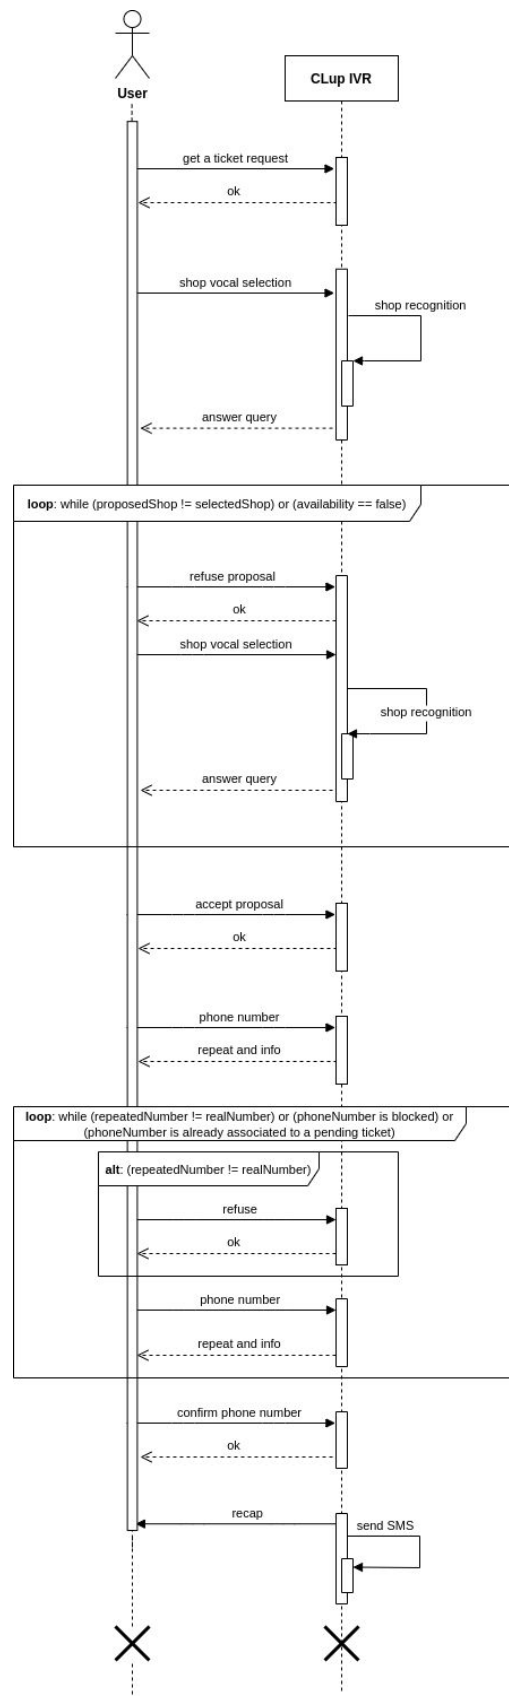 User
CLup IVR
get a ticket request
ok
shop vocal selection
shop recognition
answer query
loop: while (proposedShop != selectedShop) or (availability == false)
refuse proposal
ok
shop vocal selection
shop recognition
answer query
accept proposal
ok
phone number
repeat and info
loop: while (repeatedNumber != realNumber) or (phoneNumber is blocked) or
(phoneNumber is already associated to a pending ticket)
alt: (repeatedNumber != realNumber)
refuse
ok
phone number
repeat and info
confirm phone number
ok
recap
send SMS